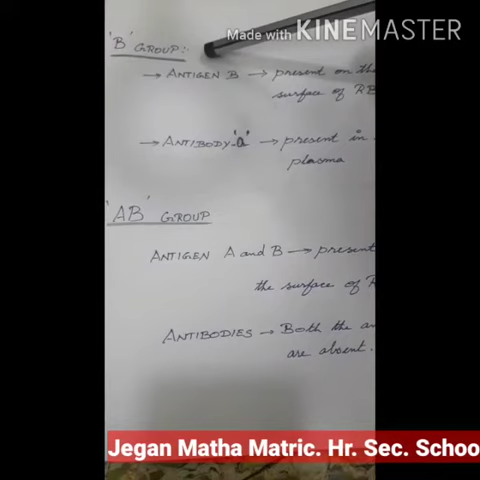 Made with KINEMASTER
'B' GROUP:-
→ ANTIGEN B → present on the
surface of RB
→ ANTIBODY-'a' → present in
plasma
'AB' GROUP
ANTIGEN A and B → present
the surface of R
ANTIBODIES → Both the an
are absent.
Jegan Matha Matric. Hr. Sec. Schoo